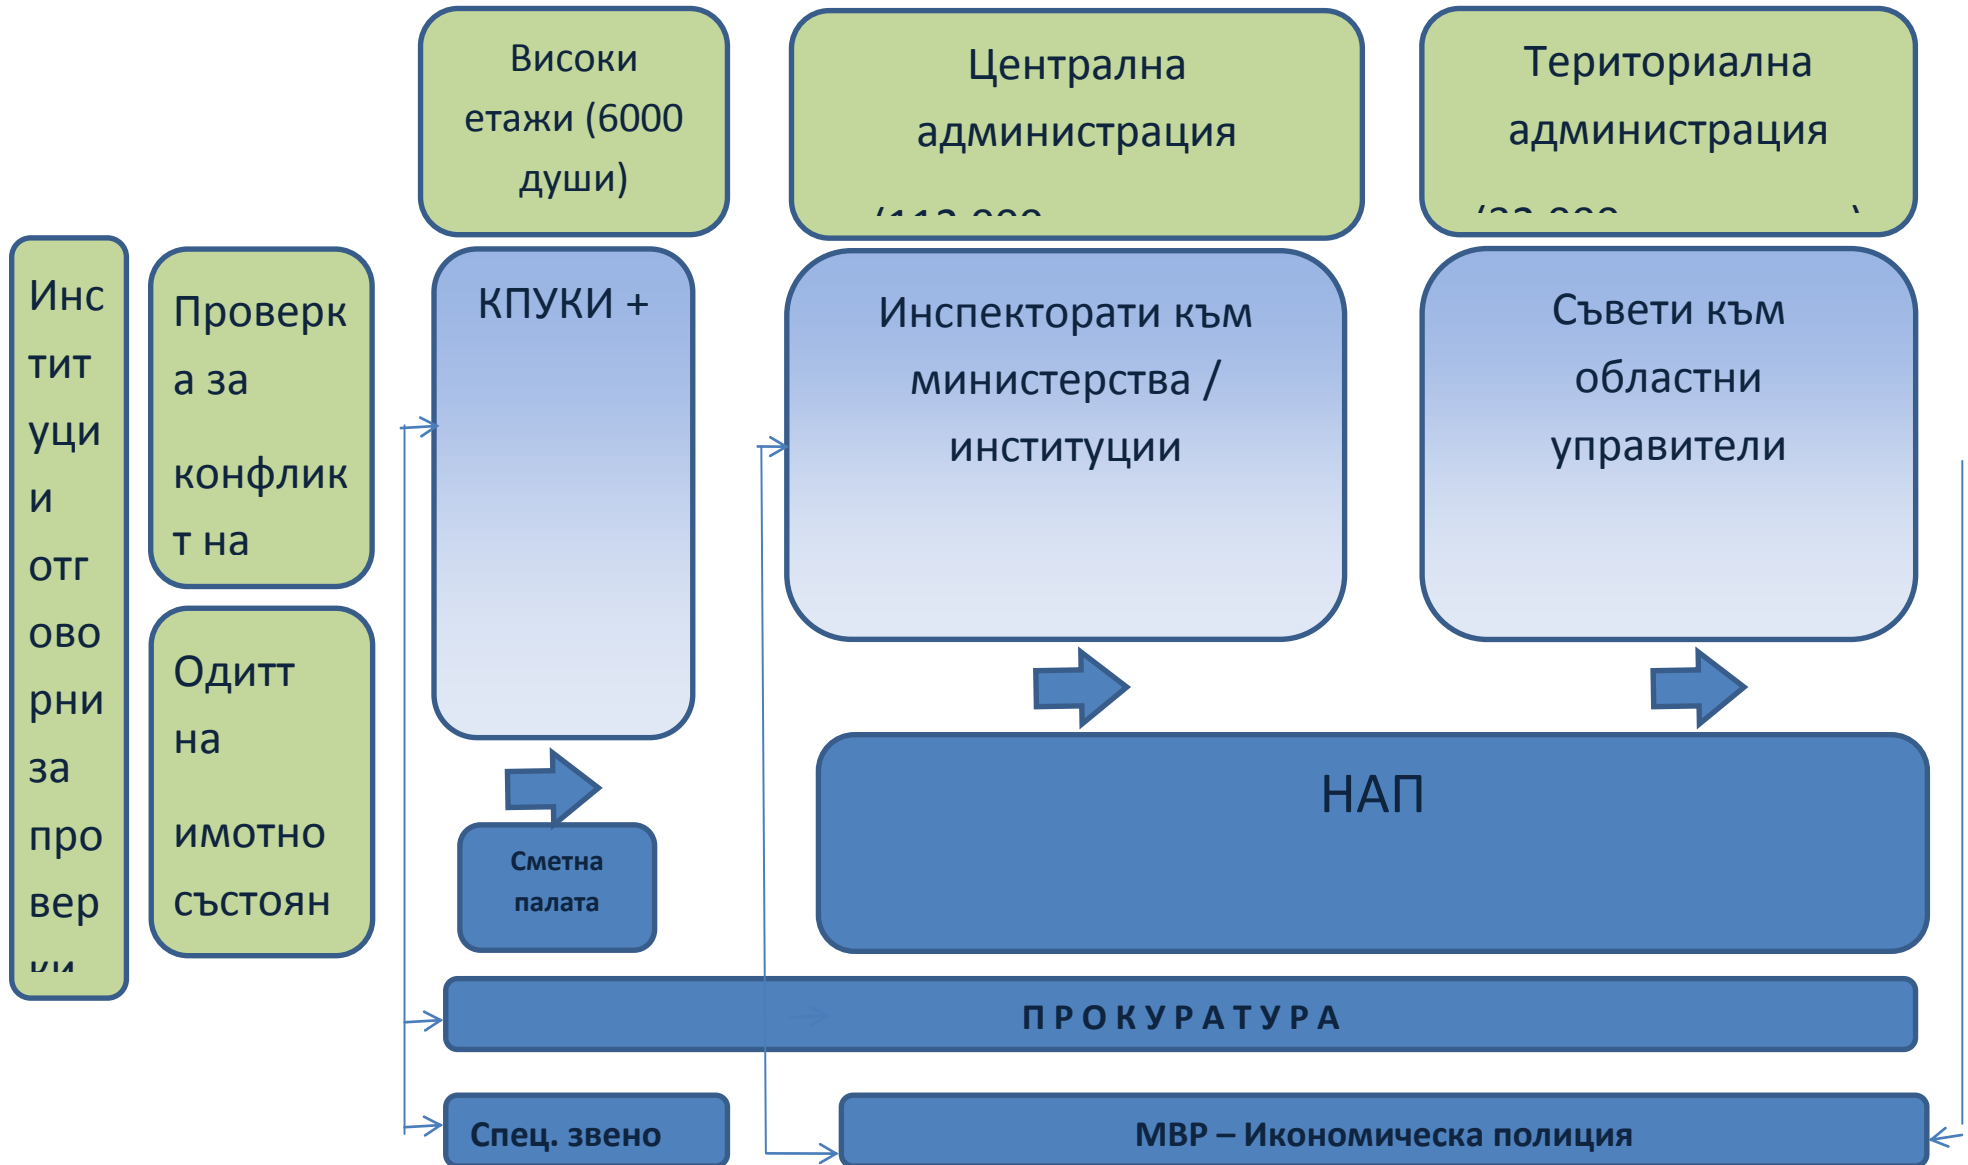 Високи
етажи (6000
души)
Централна
администрация
Териториална
администрация
Инс
тит
уци
и
отг
ово
рни
за
про
вер
ки
Проверк
а за
конфлик
т на
КПУКИ +
Инспекторати към
министерства /
институции
Съвети към
областни
управители
Одитт
на
имотно
състоян
Сметна
палата
НАП
ПРОКУРАТУРА
Спец. звено
МВР – Икономическа полиция